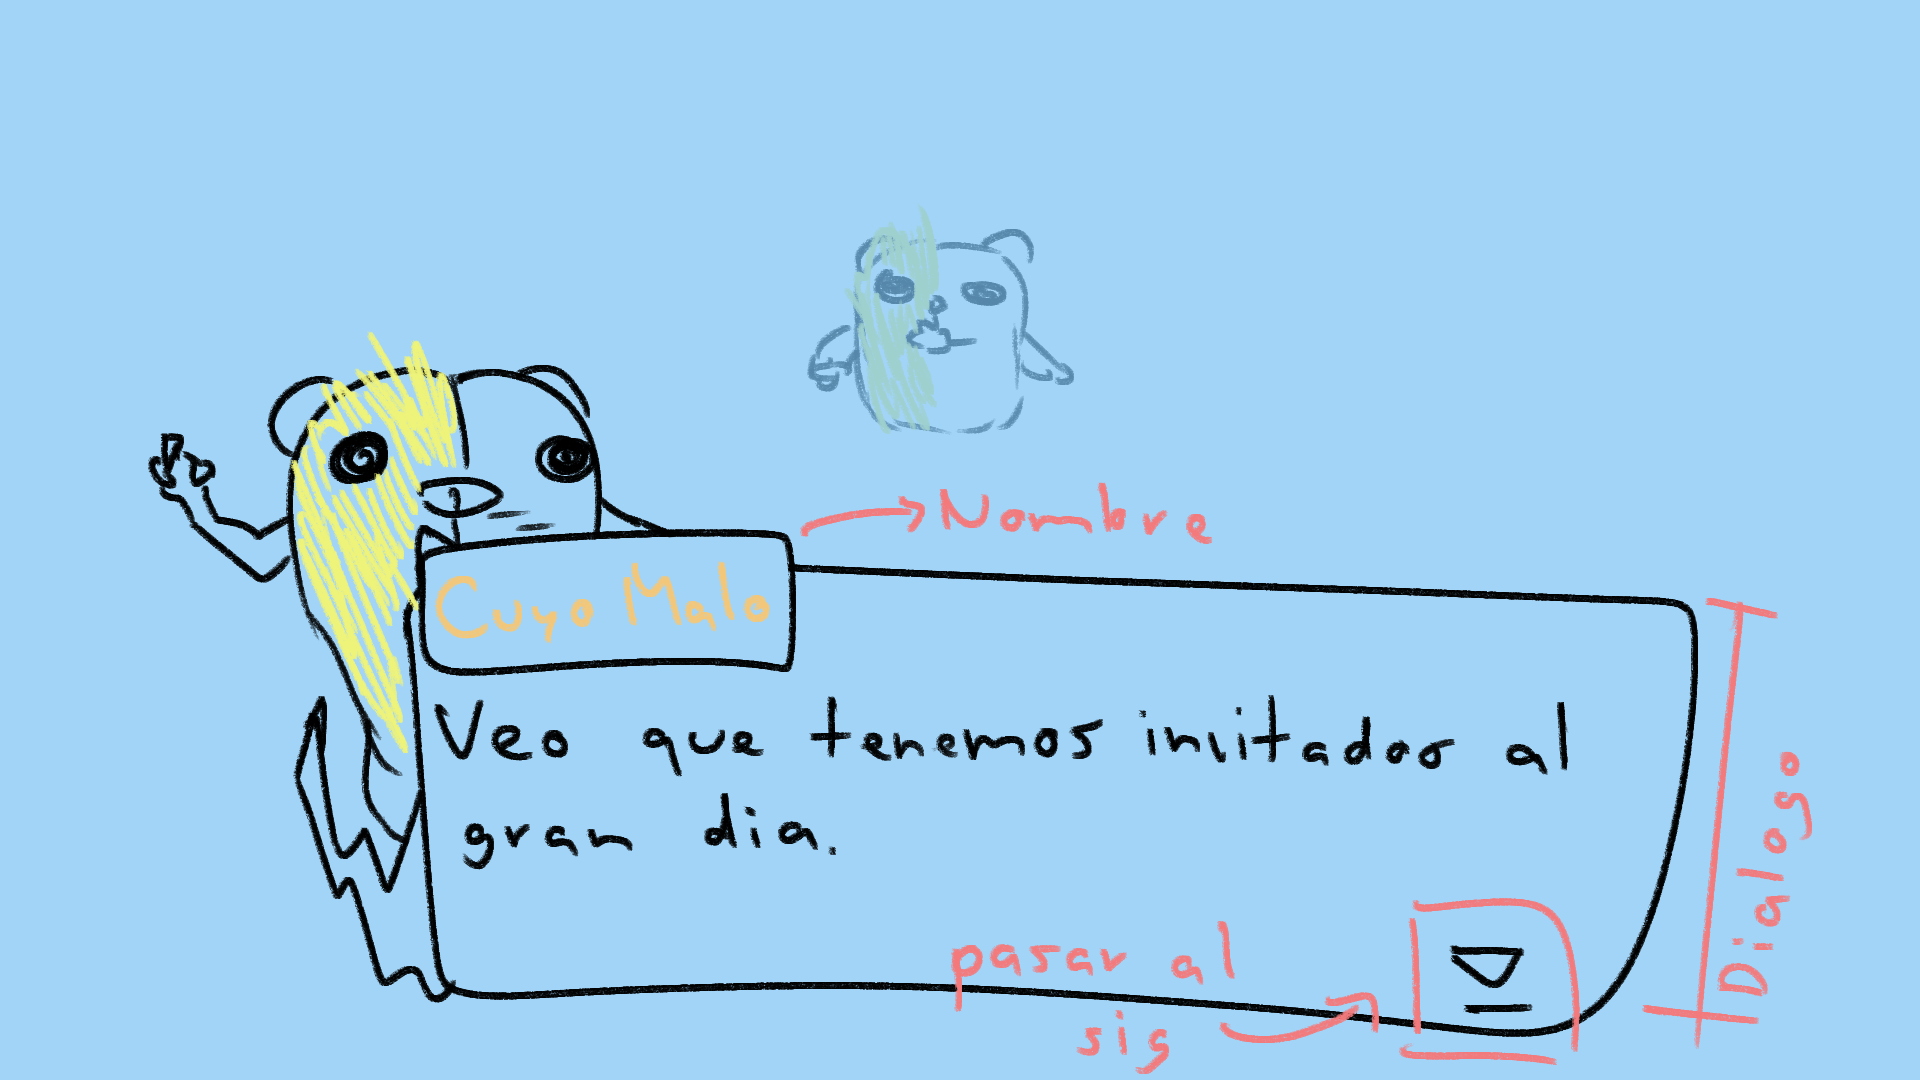 Nombre
Cuyo Malo
Veo que tenemos invitados al
gran dia.
Dialogo
pasar al
sig